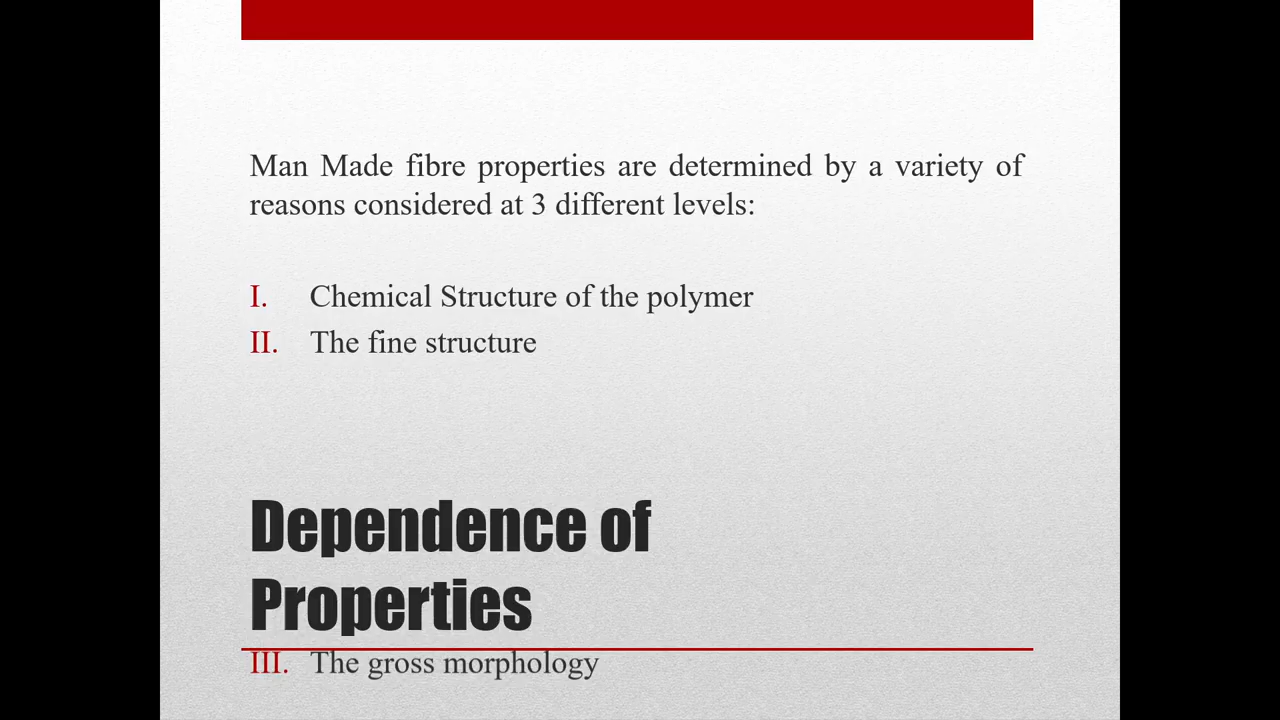 Man Made fibre properties are determined by a variety of
reasons considered at 3 different levels:
I. Chemical Structure of the polymer
II. The fine structure
Dependence of
Properties
III. The gross morphology